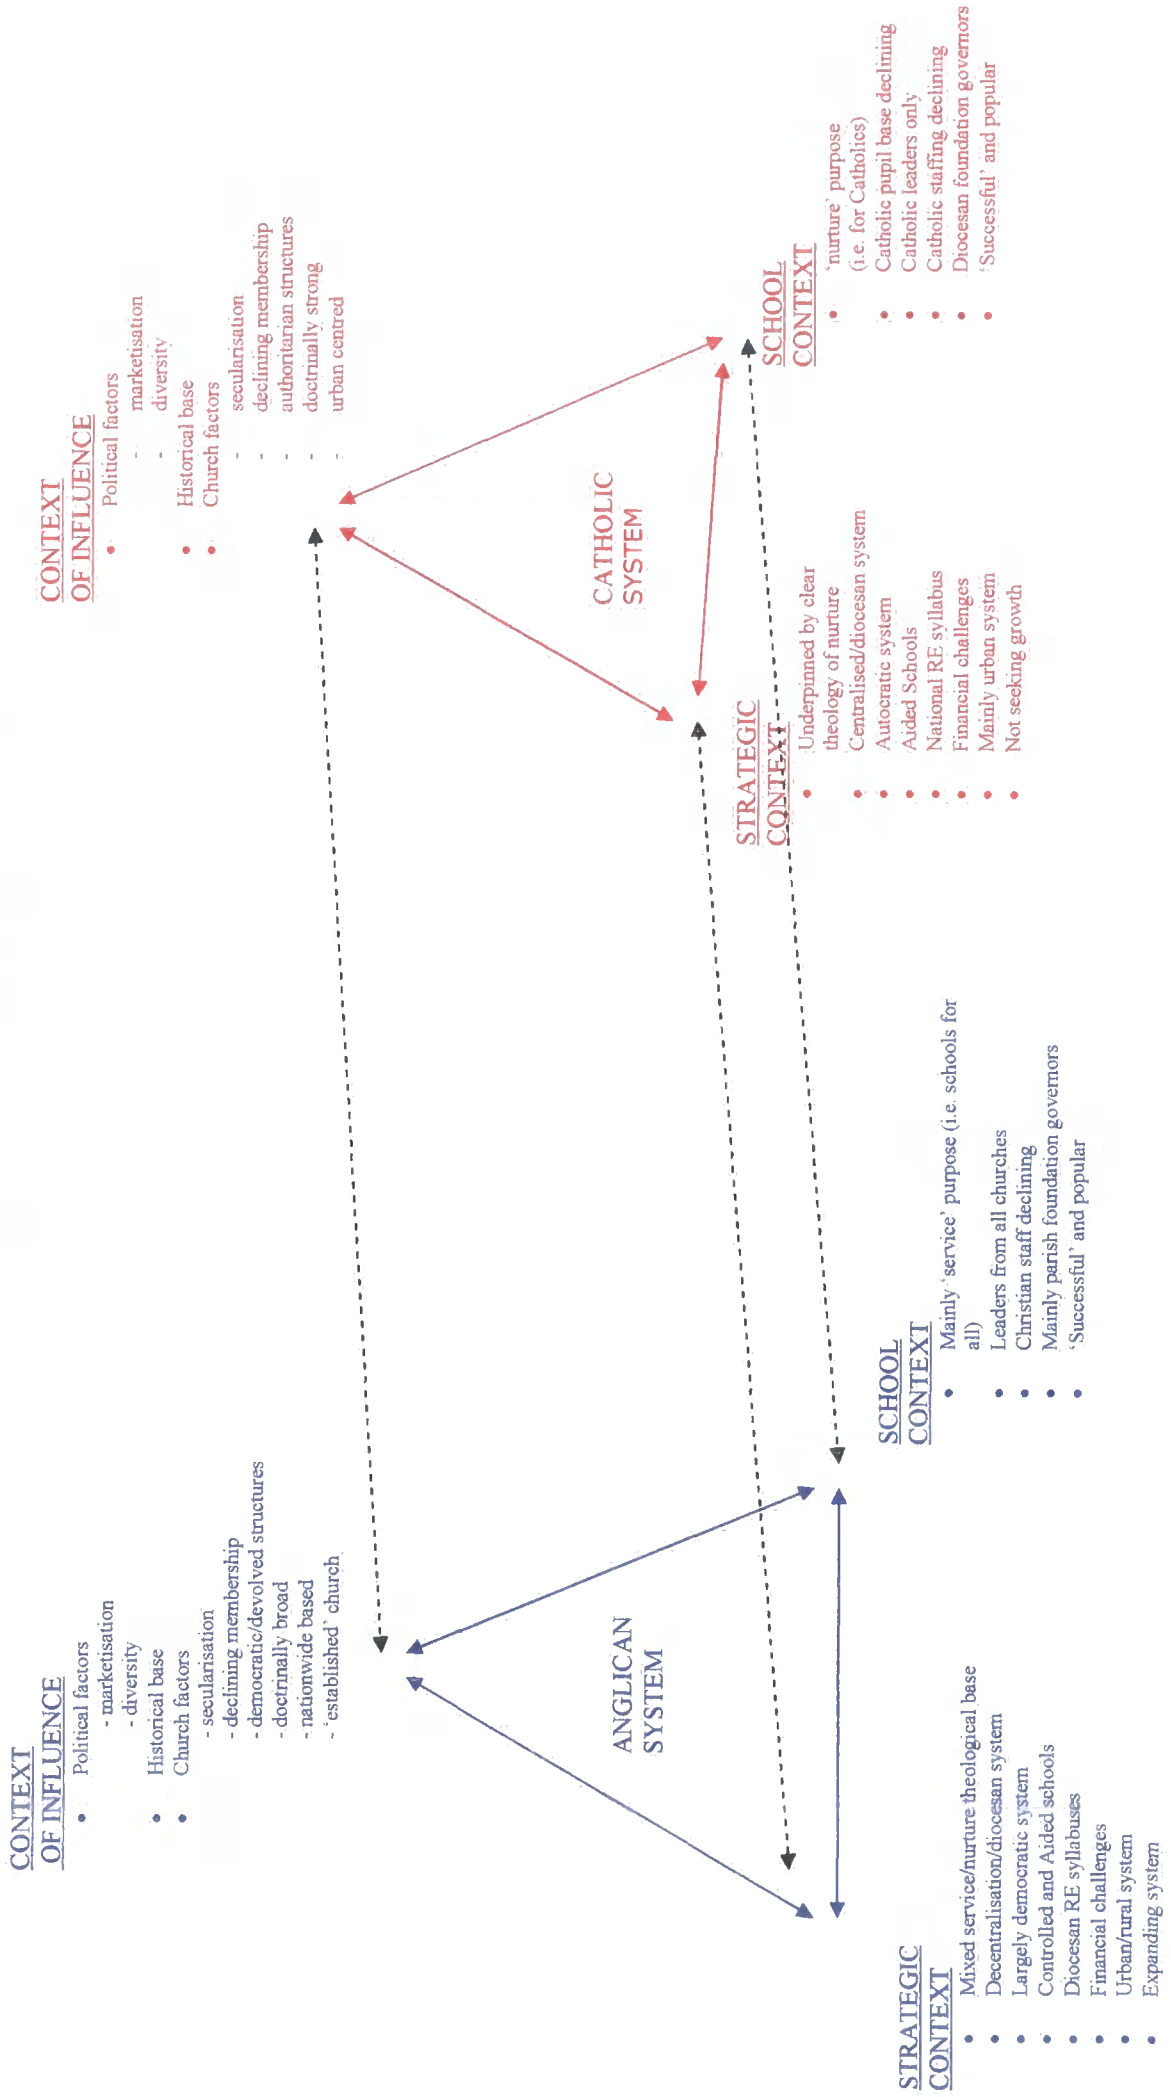 CONTEXT
OF INFLUENCE
• Political factors
- marketisation
- diversity
• Historical base
• Church factors
- secularisation
- declining membership
- democratic/devolved structures
- doctrinally broad
- nationwide based
- 'established' church
ANGLICAN
SYSTEM
STRATEGIC
CONTEXT
• Mixed service/nurture theological base
• Decentralisation/diocesan system
• Largely democratic system
• Controlled and Aided schools
• Diocesan RE syllabuses
• Financial challenges
• Urban/rural system
• Expanding system
SCHOOL
CONTEXT
• Mainly 'service' purpose (i.e. schools for
all)
• Leaders from all churches
• Christian staff declining
• Mainly parish foundation governors
• 'Successful' and popular
CONTEXT
OF INFLUENCE
• Political factors
- marketisation
- diversity
• Historical base
• Church factors
- secularisation
- declining membership
- authoritarian structures
- doctrinally strong
- urban centred
CATHOLIC
SYSTEM
STRATEGIC
CONTEXT
• Underpinned by clear
theology of nurture
• Centralised/diocesan system
• Autocratic system
• Aided Schools
• National RE syllabus
• Financial challenges
• Mainly urban system
• Not seeking growth
SCHOOL
CONTEXT
• 'nurture' purpose
(i.e. for Catholics)
• Catholic pupil base declining
• Catholic leaders only
• Catholic staffing declining
• Diocesan foundation governors
• 'Successful' and popular